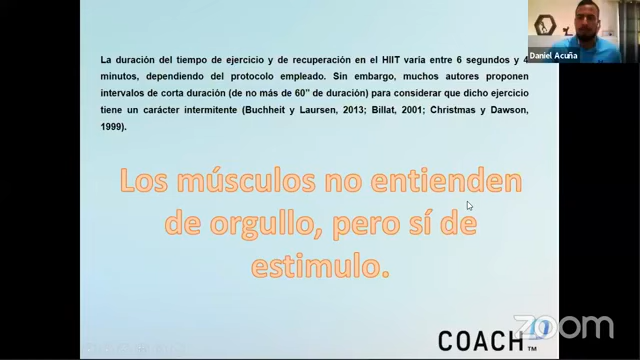 La duración del tiempo de ejercicio y de recuperación en el HIIT varía entre 6 segundos y 4
minutos, dependiendo del protocolo empleado. Sin embargo, muchos autores proponen
intervalos de corta duración (de no más de 60" de duración) para considerar que dicho ejercicio
tiene un carácter intermitente (Buchheit y Laursen, 2013; Billat, 2001; Christmas y Dawson,
1999).
Daniel Acuña
Los músculos no entienden
de orgullo, pero sí de
estimulo.
zoom
COACH
TM